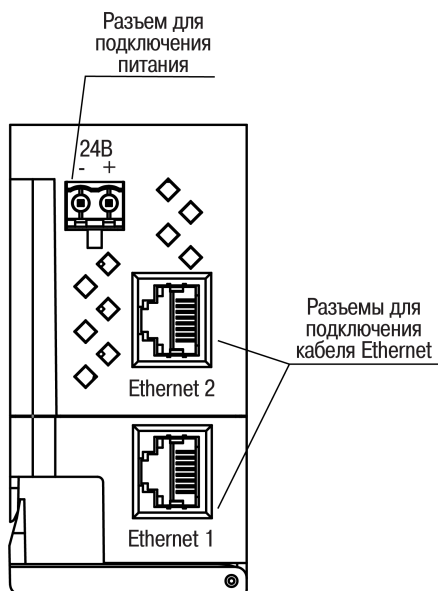 Разъем для
подключения
питания
24В
- +
Разъемы для
подключения
кабеля Ethernet
Ethernet 2
Ethernet 1